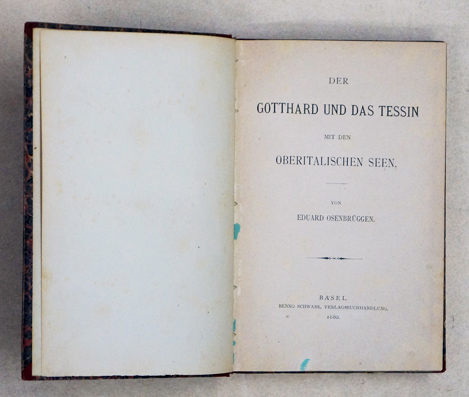 DER
GOTTHARD UND DAS TESSIN
MIT DEN
OBERITALISCHEN SEEN.
VON
EDUARD OSENBRÜGGEN.
BASEL.
BENNO SCHWABE, VERLAGSBUCHHANDLUNG.